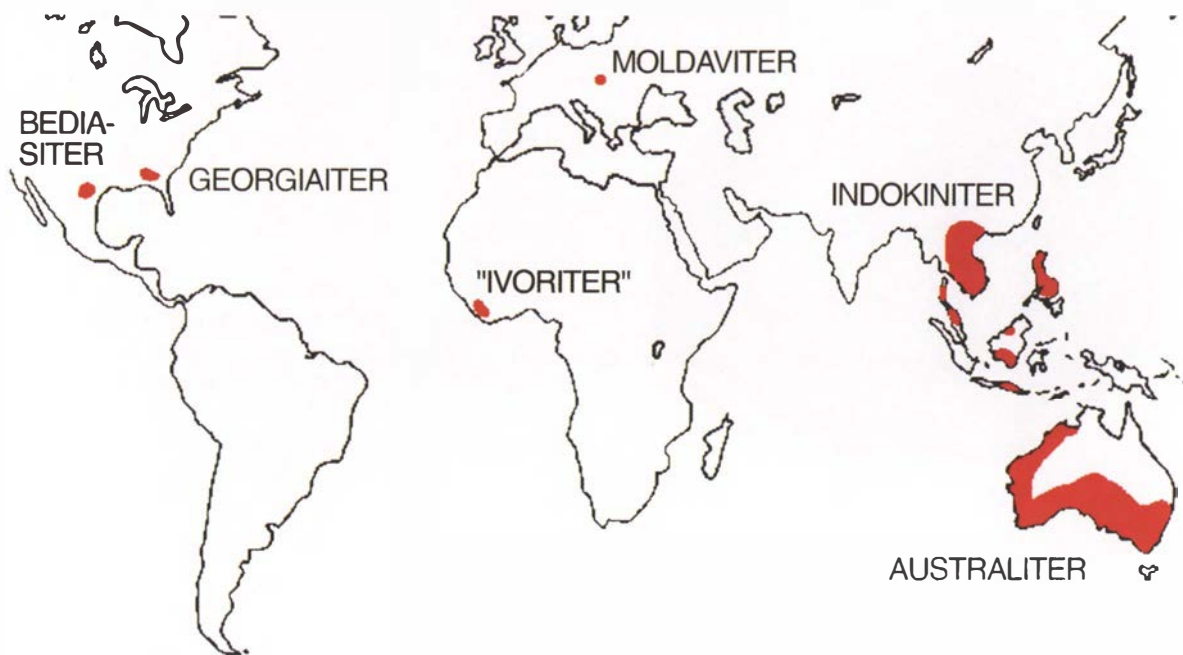 MOLDAVITER
BEDIA-
SITER
GEORGIAITER
INDOKINITER
"IVORITER"
AUSTRALITER